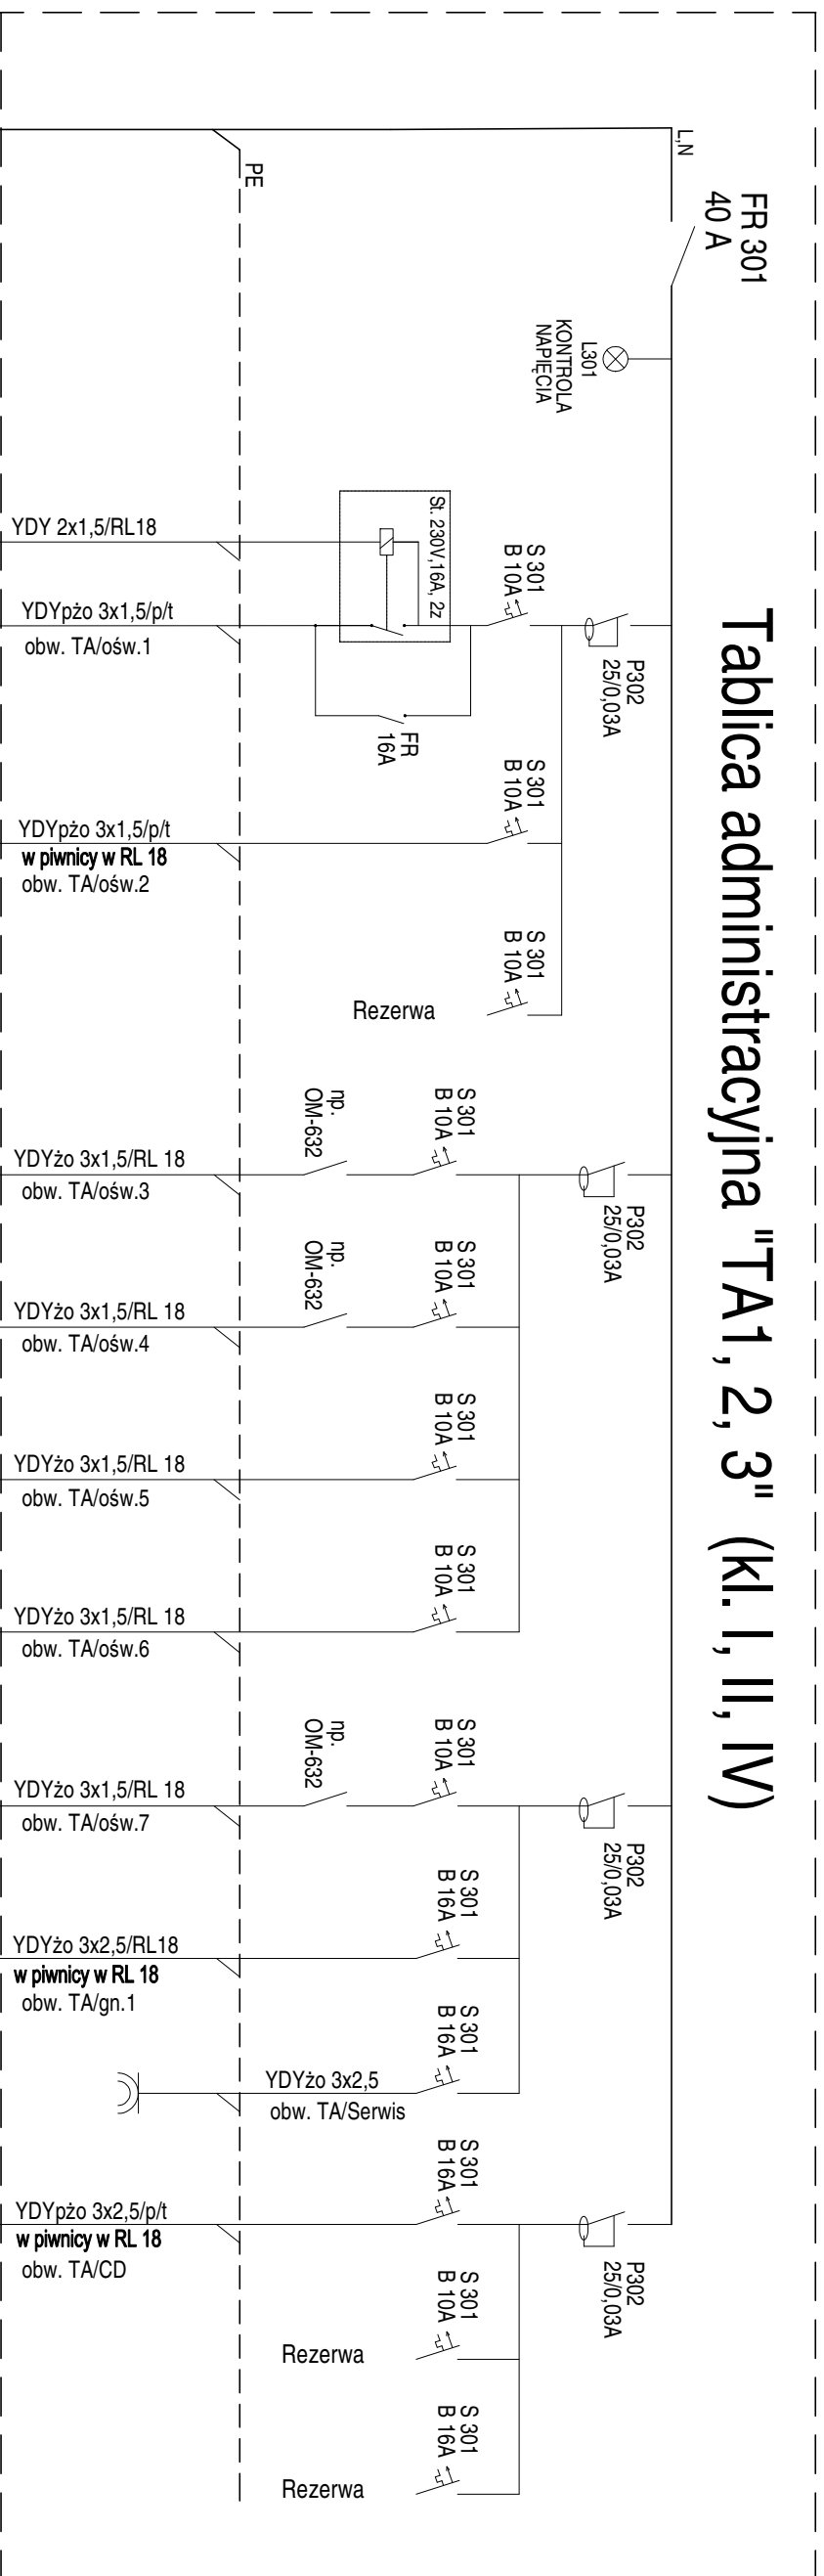 Tablica administracyjna "TA1, 2, 3" (kl. I, II, IV)
FR 301
40 A
L,N
PE
L301
KONTROLA
NAPIĘCIA
St. 230V,16A, 2z
S 301
B 10A
P302
25/0,03A
FR
16A
YDY 2x1,5/RL18
YDYpżo 3x1,5/p/t
obw. TA/ośw.1
S 301
B 10A
YDYpżo 3x1,5/p/t
w piwnicy w RL 18
obw. TA/ośw.2
S 301
B 10A
Rezerwa
P302
25/0,03A
S 301
B 10A
np.
OM-632
YDYżo 3x1,5/RL 18
obw. TA/ośw.3
S 301
B 10A
np.
OM-632
YDYżo 3x1,5/RL 18
obw. TA/ośw.4
S 301
B 10A
YDYżo 3x1,5/RL 18
obw. TA/ośw.5
S 301
B 10A
YDYżo 3x1,5/RL 18
obw. TA/ośw.6
P302
25/0,03A
S 301
B 10A
np.
OM-632
YDYżo 3x1,5/RL 18
obw. TA/ośw.7
S 301
B 16A
YDYżo 3x2,5/RL18
w piwnicy w RL 18
obw. TA/gn.1
S 301
B 16A
YDYżo 3x2,5
obw. TA/Serwis
P302
25/0,03A
S 301
B 16A
YDYpżo 3x2,5/p/t
w piwnicy w RL 18
obw. TA/CD
S 301
B 10A
Rezerwa
S 301
B 16A
Rezerwa